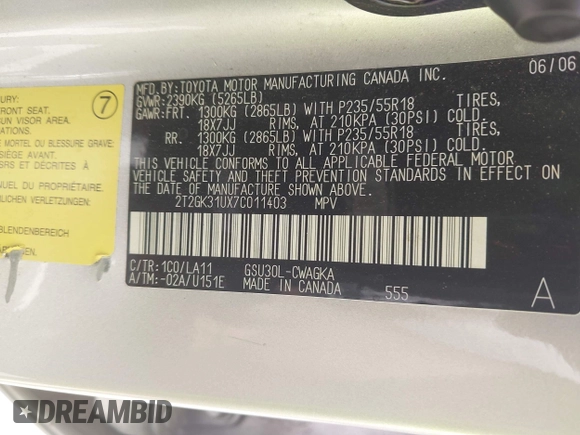 MFD. BY: TOYOTA MOTOR MANUFACTURING CANADA INC. 06/06
GVWR: 2390KG (5265LB)
GAWR: FRT. 1300KG (2865LB) WITH P235/55R18 TIRES,
18X7JJ RIMS, AT 210KPA (30PSI) COLD.
RR. 1300KG (2865LB) WITH P235/55R18 TIRES,
18X7JJ RIMS, AT 210KPA (30PSI) COLD.
THIS VEHICLE CONFORMS TO ALL APPLICABLE FEDERAL MOTOR
VEHICLE SAFETY AND THEFT PREVENTION STANDARDS IN EFFECT ON
THE DATE OF MANUFACTURE SHOWN ABOVE.
2T2GK31UX7C011403 MPV
C/TR: 1C0/LA11 GSU30L-CWAGKA
A/TM: -02A/U151E MADE IN CANADA 555 A
JURY:
RONT SEAT.
UN VISOR AREA.
STRUCTIONS.
7
E MORTEL OU BLESSURE GRAVE:
SIÈGE AVANT.
SRS ET DÉCRITES À
NUEL DU PROPRIÉTAIRE.
LICHEN VERLETZUNGEN:
BLENDENBEREICH
DREAMBID